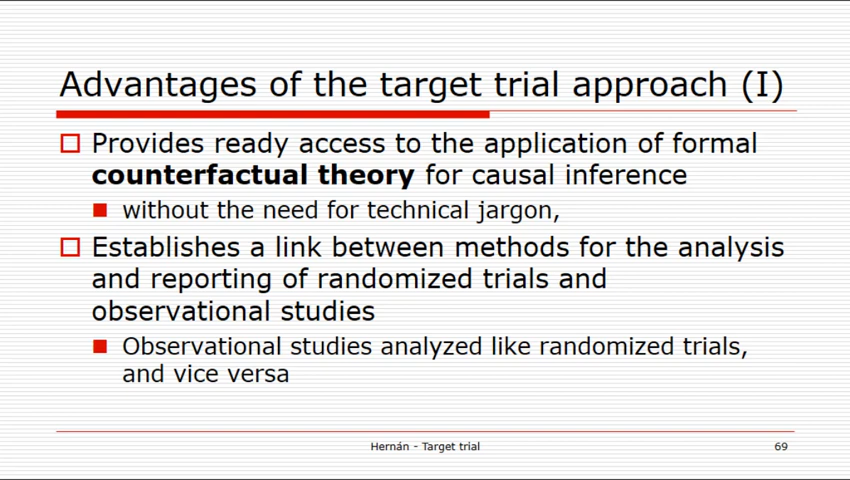 Advantages of the target trial approach (I)
Provides ready access to the application of formal
counterfactual theory for causal inference
without the need for technical jargon,
Establishes a link between methods for the analysis
and reporting of randomized trials and
observational studies
Observational studies analyzed like randomized trials,
and vice versa
Hernán - Target trial
69